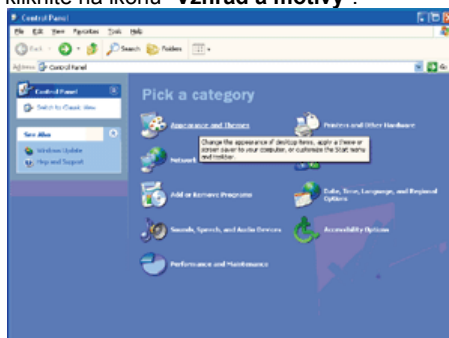 kliknite na ikonu "Vzhľad a motívy".
Control Panel
File Edit View Favorites Tools Help
Back Search Folders
Address Control Panel Go
Control Panel
Switch to Classic View
See Also
Windows Update
Help and Support
Pick a category
Appearance and Themes
Printers and Other Hardware
Change the appearance of desktop items, apply a theme or
screen saver to your computer, or customize the Start menu
and taskbar.
Network
Add or Remove Programs
Date, Time, Language, and Regional
Options
Sounds, Speech, and Audio Devices
Accessibility Options
Performance and Maintenance